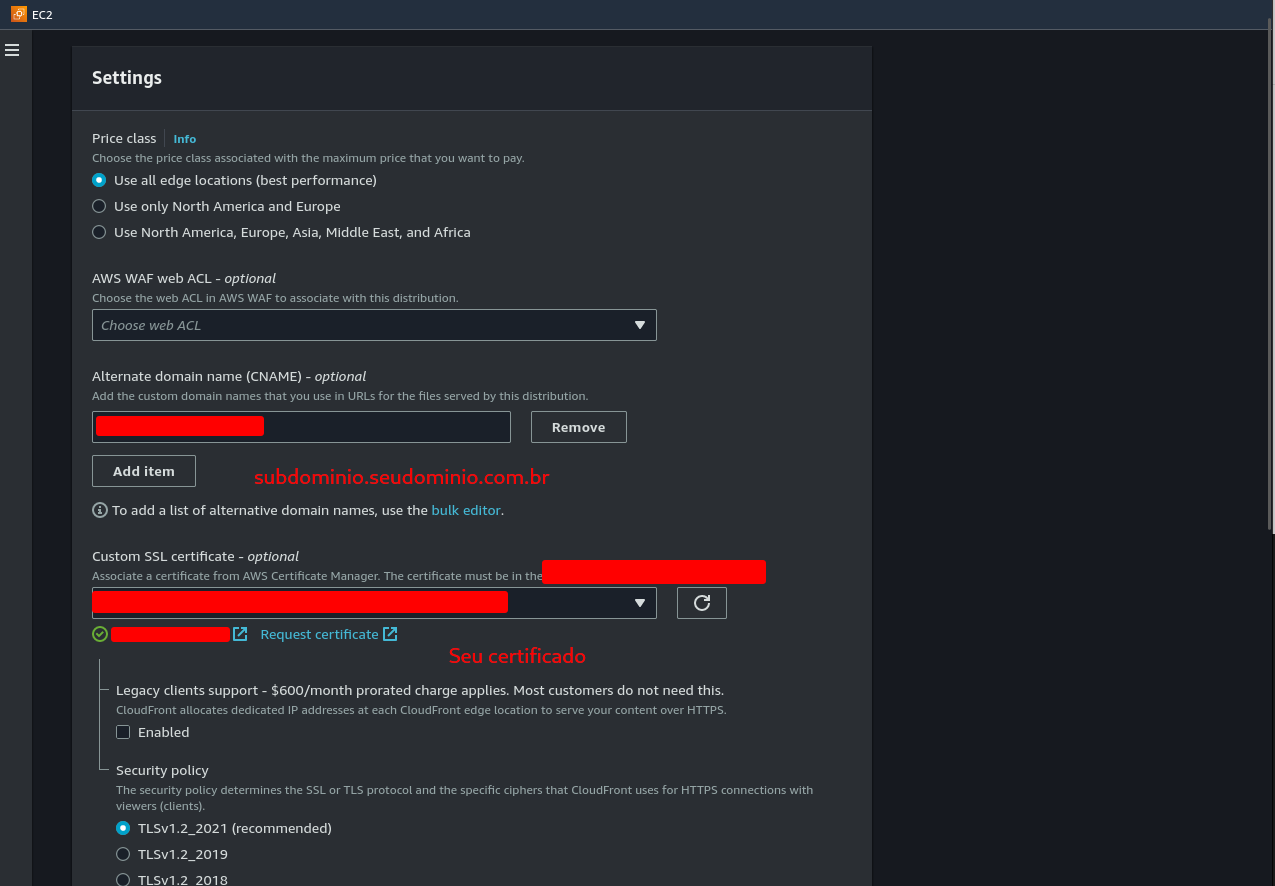 EC2
Settings
Price class Info
Choose the price class associated with the maximum price that you want to pay.
Use all edge locations (best performance)
Use only North America and Europe
Use North America, Europe, Asia, Middle East, and Africa
AWS WAF web ACL - optional
Choose the web ACL in AWS WAF to associate with this distribution.
Choose web ACL
Alternate domain name (CNAME) - optional
Add the custom domain names that you use in URLs for the files served by this distribution.
Remove
Add item
subdominio.seudominio.com.br
To add a list of alternative domain names, use the bulk editor.
Custom SSL certificate - optional
Associate a certificate from AWS Certificate Manager. The certificate must be in the
Request certificate
Seu certificado
Legacy clients support - $600/month prorated charge applies. Most customers do not need this.
CloudFront allocates dedicated IP addresses at each CloudFront edge location to serve your content over HTTPS.
Enabled
Security policy
The security policy determines the SSL or TLS protocol and the specific ciphers that CloudFront uses for HTTPS connections with
viewers (clients).
TLSv1.2_2021 (recommended)
TLSv1.2_2019
TLSv1.2_2018